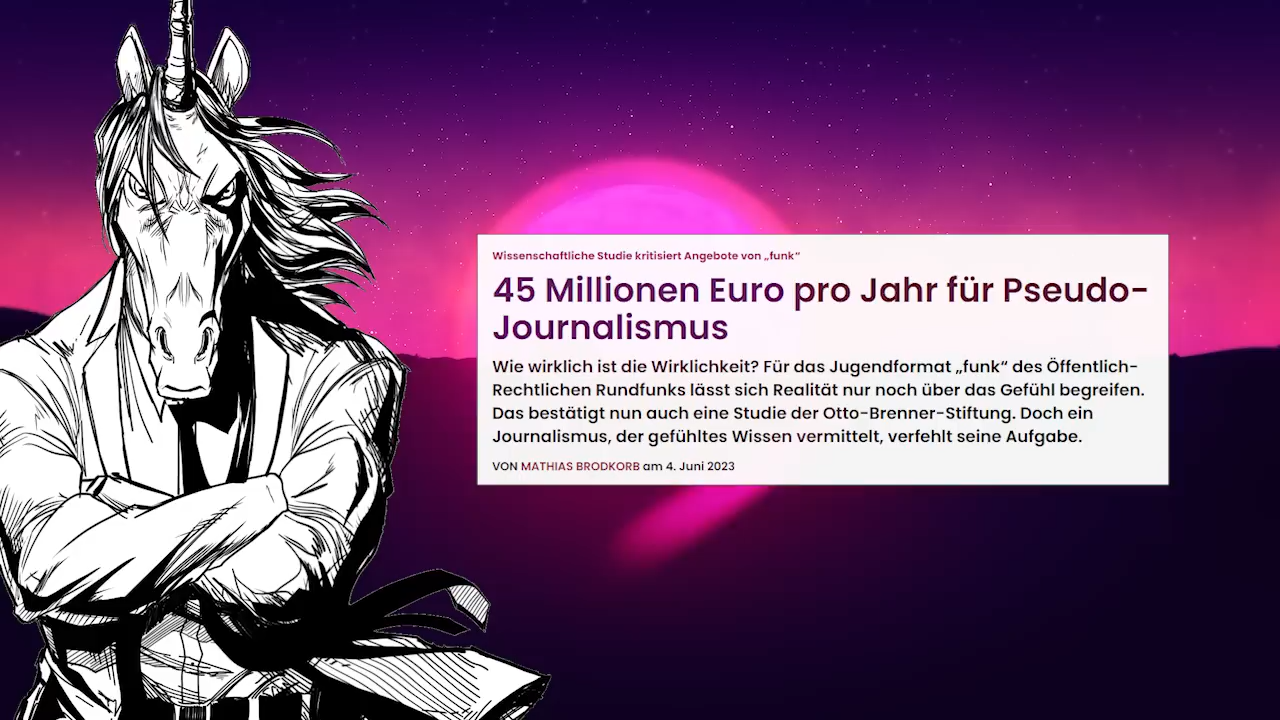 Wissenschaftliche Studie kritisiert Angebote von „funk“
45 Millionen Euro pro Jahr für Pseudo-
Journalismus
Wie wirklich ist die Wirklichkeit? Für das Jugendformat „funk“ des Öffentlich-
Rechtlichen Rundfunks lässt sich Realität nur noch über das Gefühl begreifen.
Das bestätigt nun auch eine Studie der Otto-Brenner-Stiftung. Doch ein
Journalismus, der gefühltes Wissen vermittelt, verfehlt seine Aufgabe.
VON MATHIAS BRODKORB am 4. Juni 2023